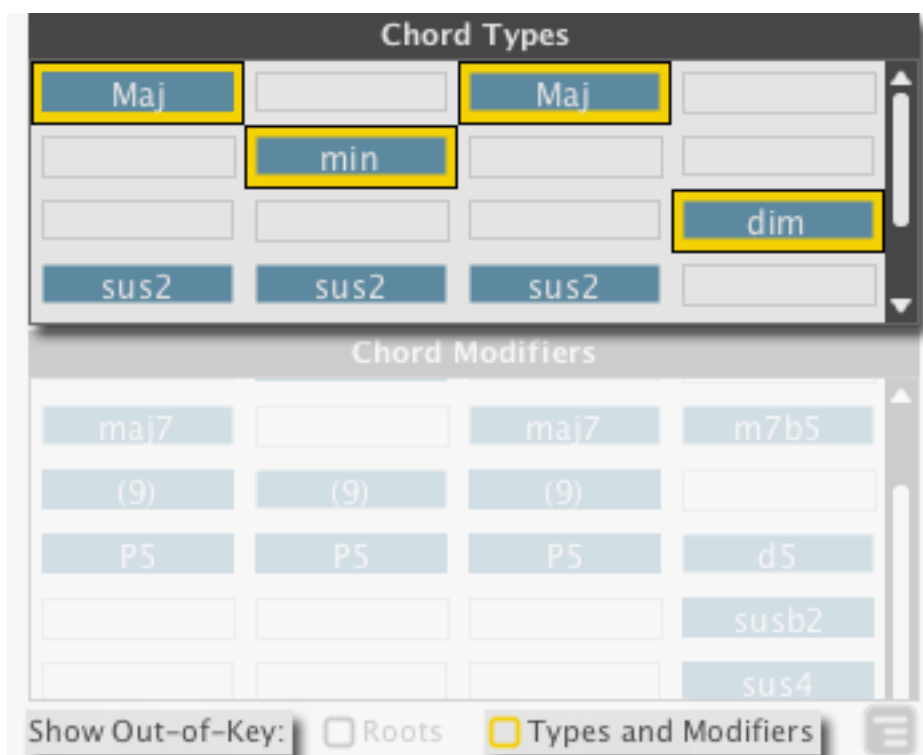 Chord Types
Maj Maj
min
dim
sus2 sus2 sus2
Chord Modifiers
maj7 maj7 m7b5
(9) (9) (9)
P5 P5 P5 d5
susb2
sus4
Show Out-of-Key: Roots Types and Modifiers